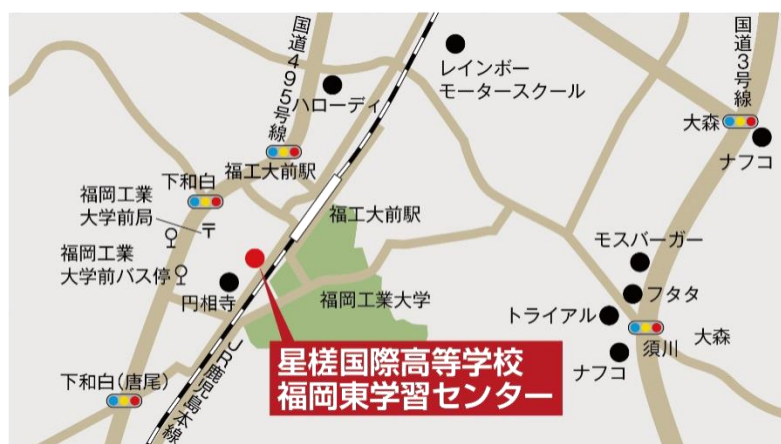 国道495号線
ハローディ
レインボー
モータースクール
国道3号線
大森
ナフコ
福工大前駅
下和白
福岡工業
大学前局
〒
福岡工業
大学前バス停
円相寺
福工大前駅
福岡工業大学
モスバーガー
フタタ
トライアル
須川
大森
ナフコ
星槎国際高等学校
福岡東学習センター
下和白(唐尾)
JR鹿児島本線